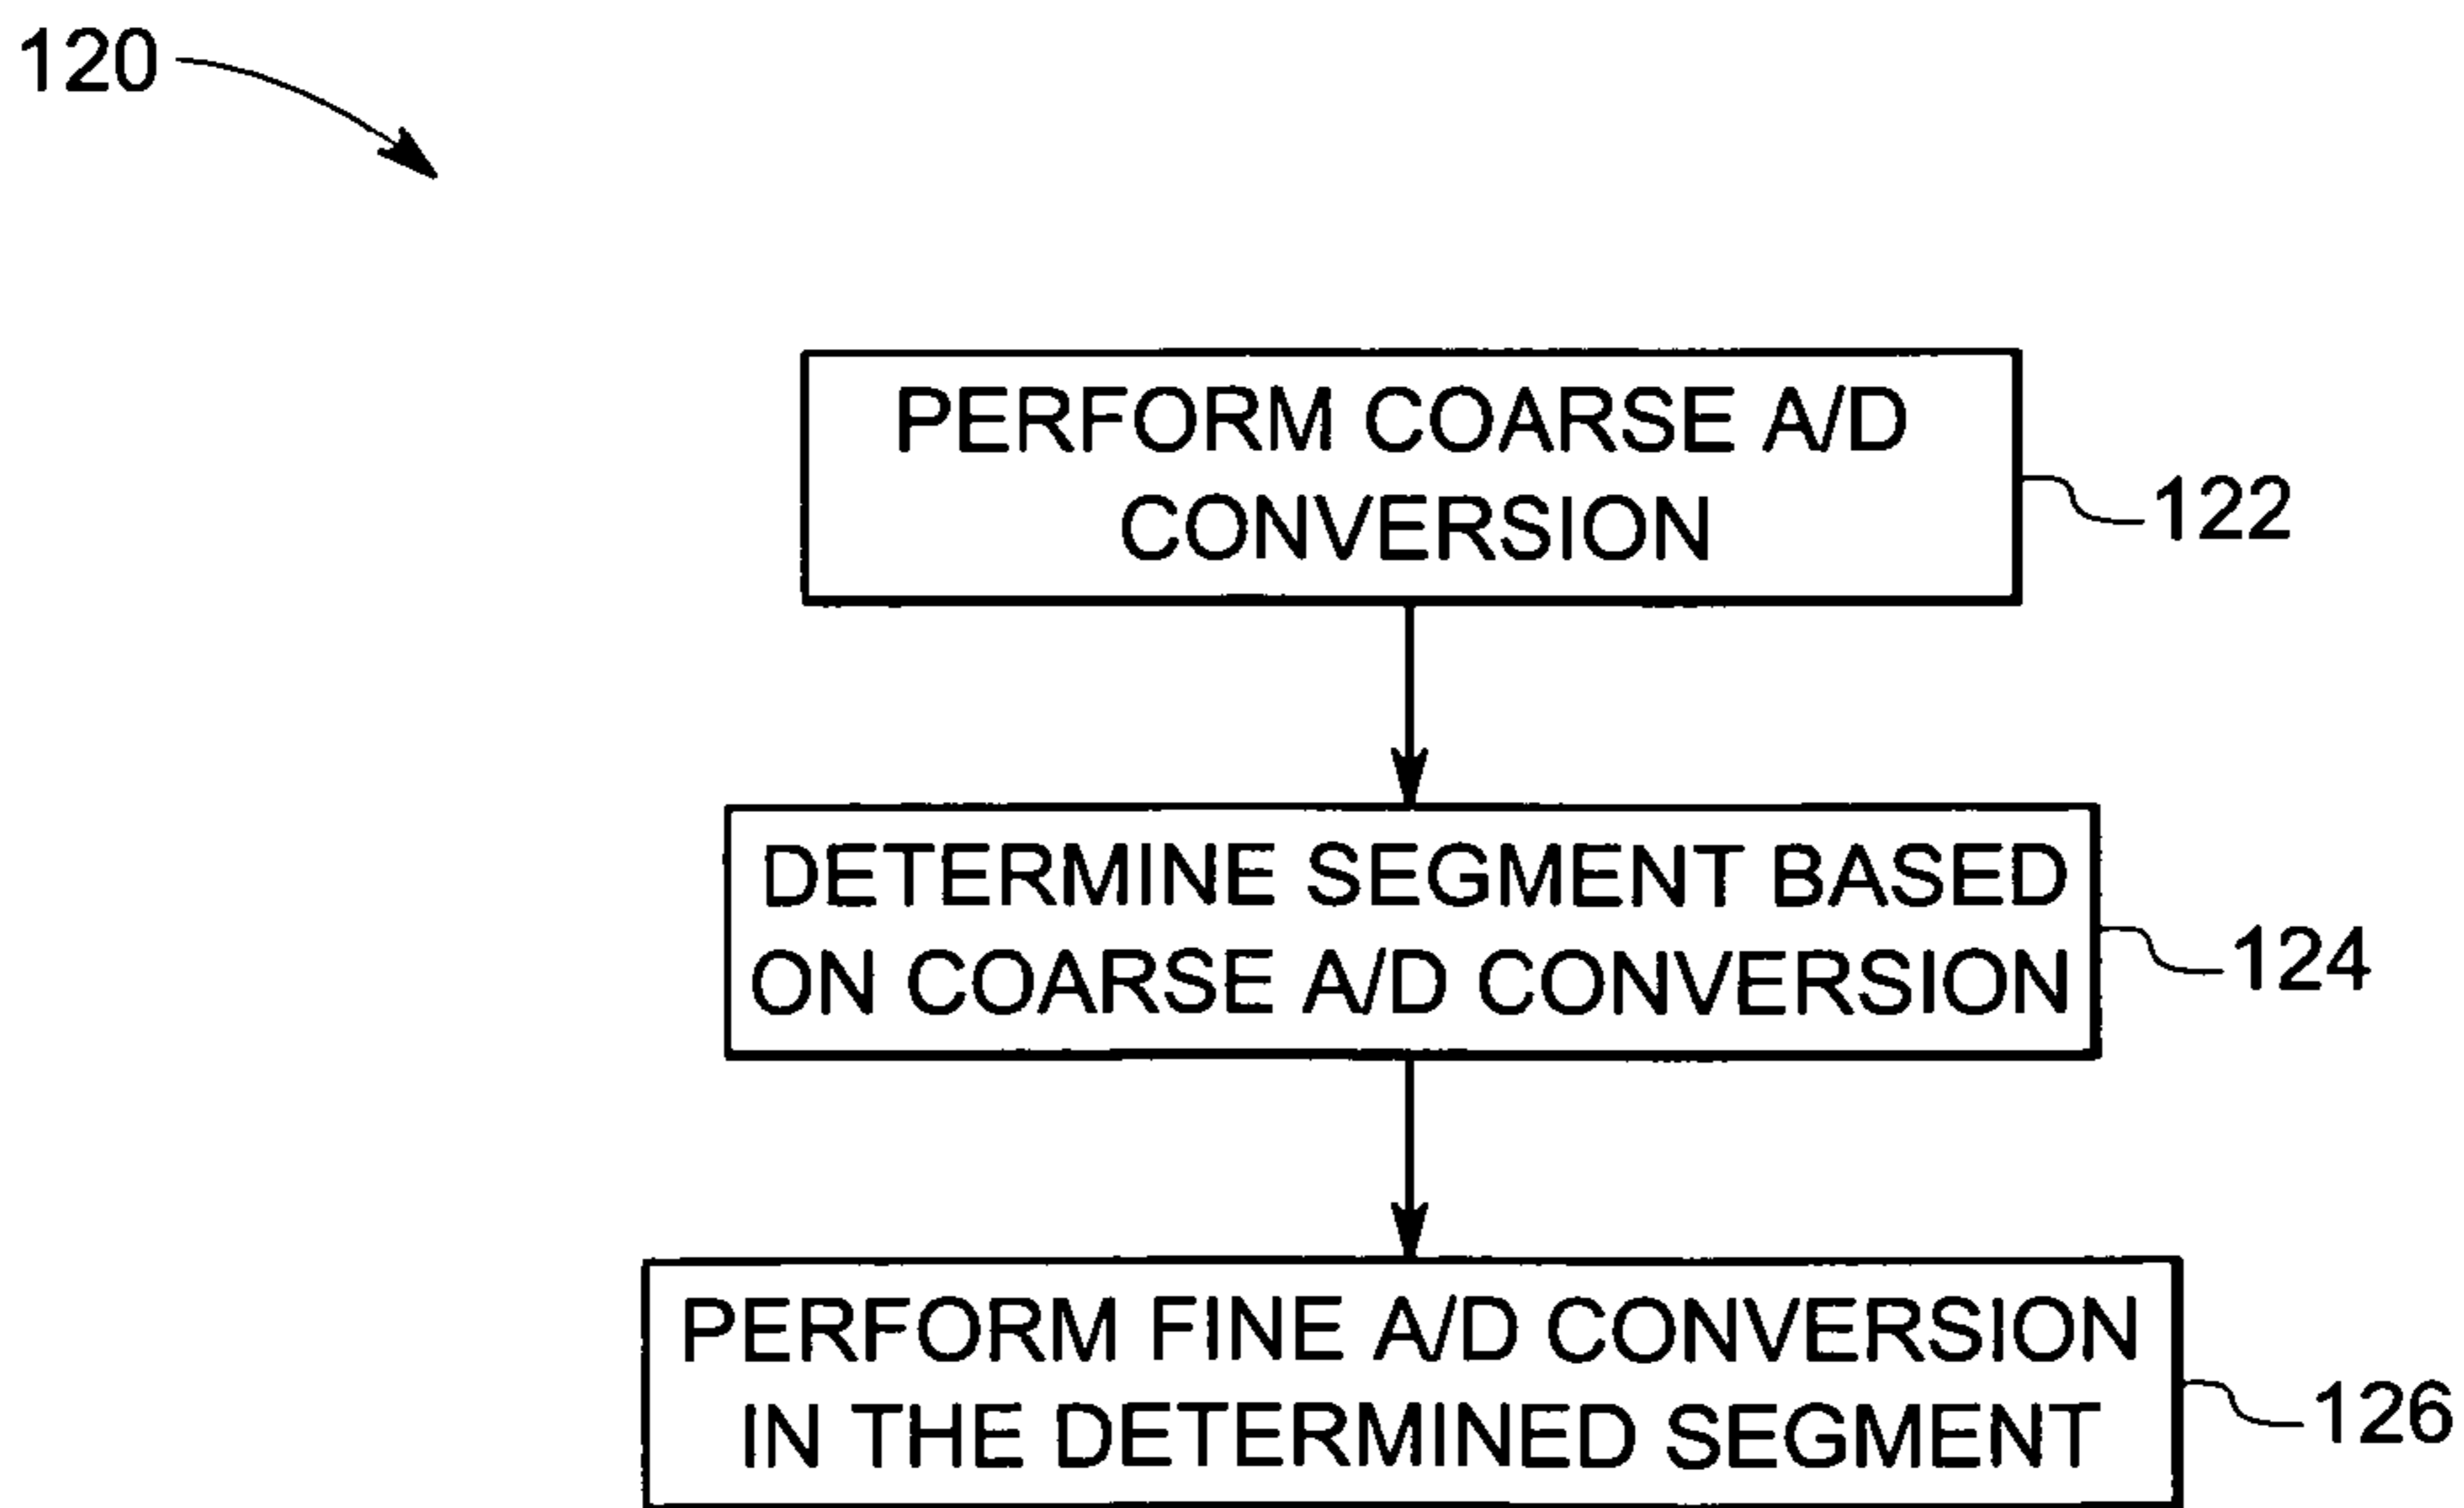 120
PERFORM COARSE A/D
CONVERSION
122
DETERMINE SEGMENT BASED
ON COARSE A/D CONVERSION
124
PERFORM FINE A/D CONVERSION
IN THE DETERMINED SEGMENT
126